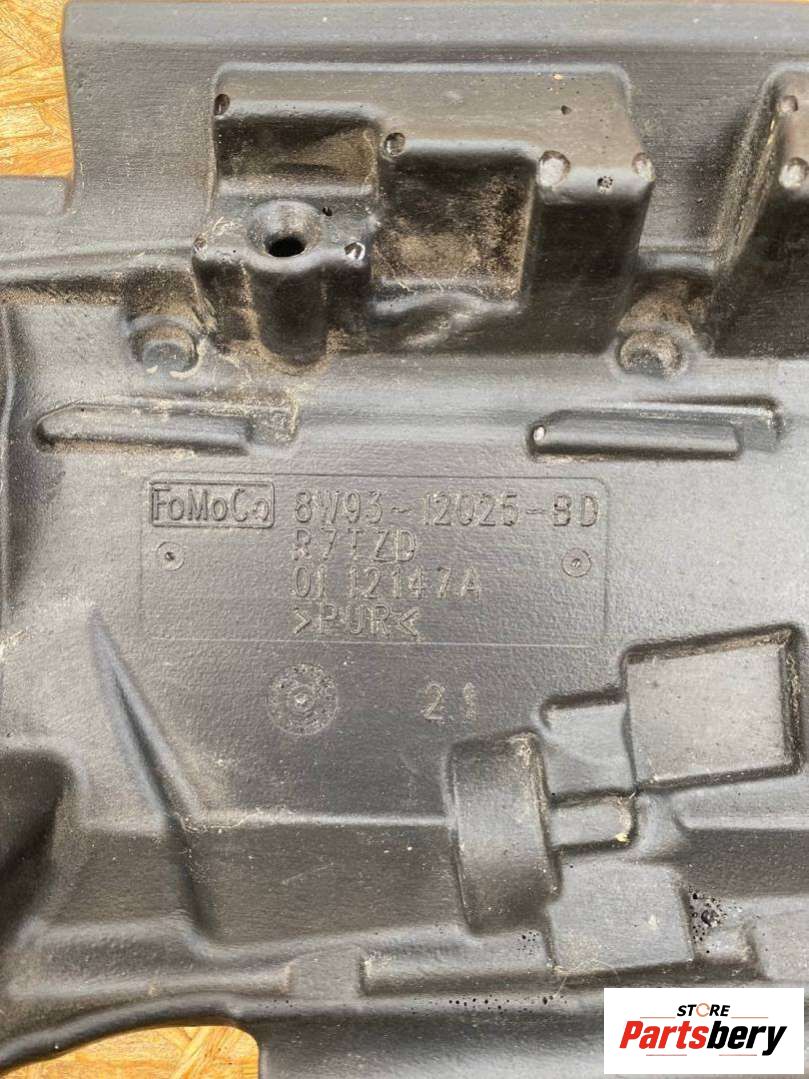 FoMoCo 8W93-12025-BD
R7TZD
01 12147A
>PUR<
21
STORE
Partsbery